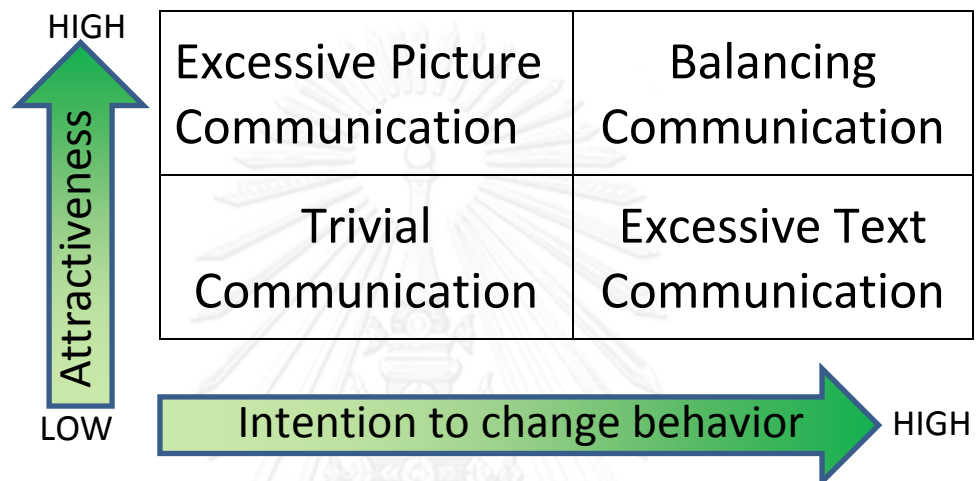 HIGH
Excessive Picture
Communication
Balancing
Communication
Attractiveness
Trivial
Communication
Excessive Text
Communication
LOW
Intention to change behavior
HIGH